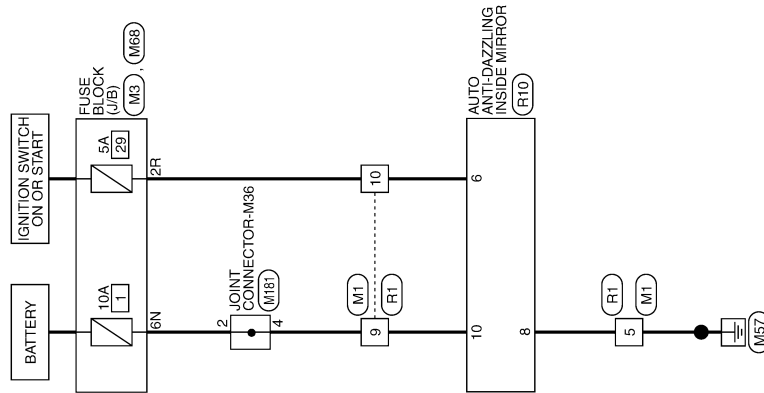 BATTERY
IGNITION SWITCH
ON OR START
10A
1
5A
29
FUSE
BLOCK
(J/B)
M3 , M68
6N
2R
2
JOINT
CONNECTOR-M36
M181
4
M1
9
10
R1
10
6
AUTO
ANTI-DAZZLING
INSIDE MIRROR
R10
8
R1
5
M1
M57